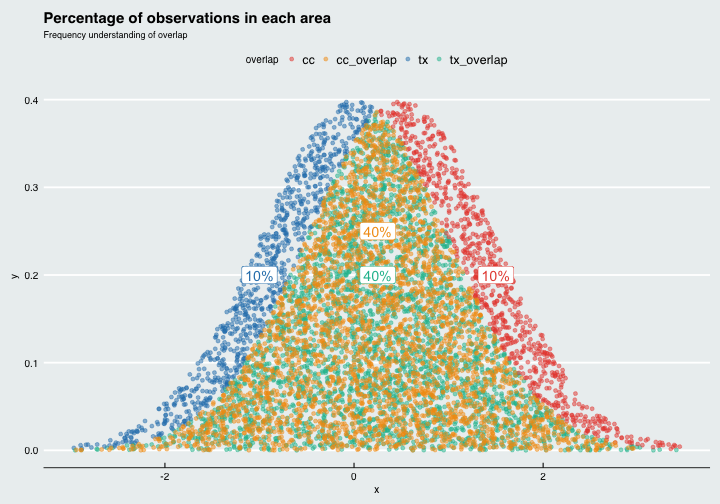 Percentage of observations in each area
Frequency understanding of overlap
overlap cc cc_overlap tx tx_overlap
0.4
0.3
40%
0.2
10%
40%
10%
y
0.1
0.0
-2 0 2
x